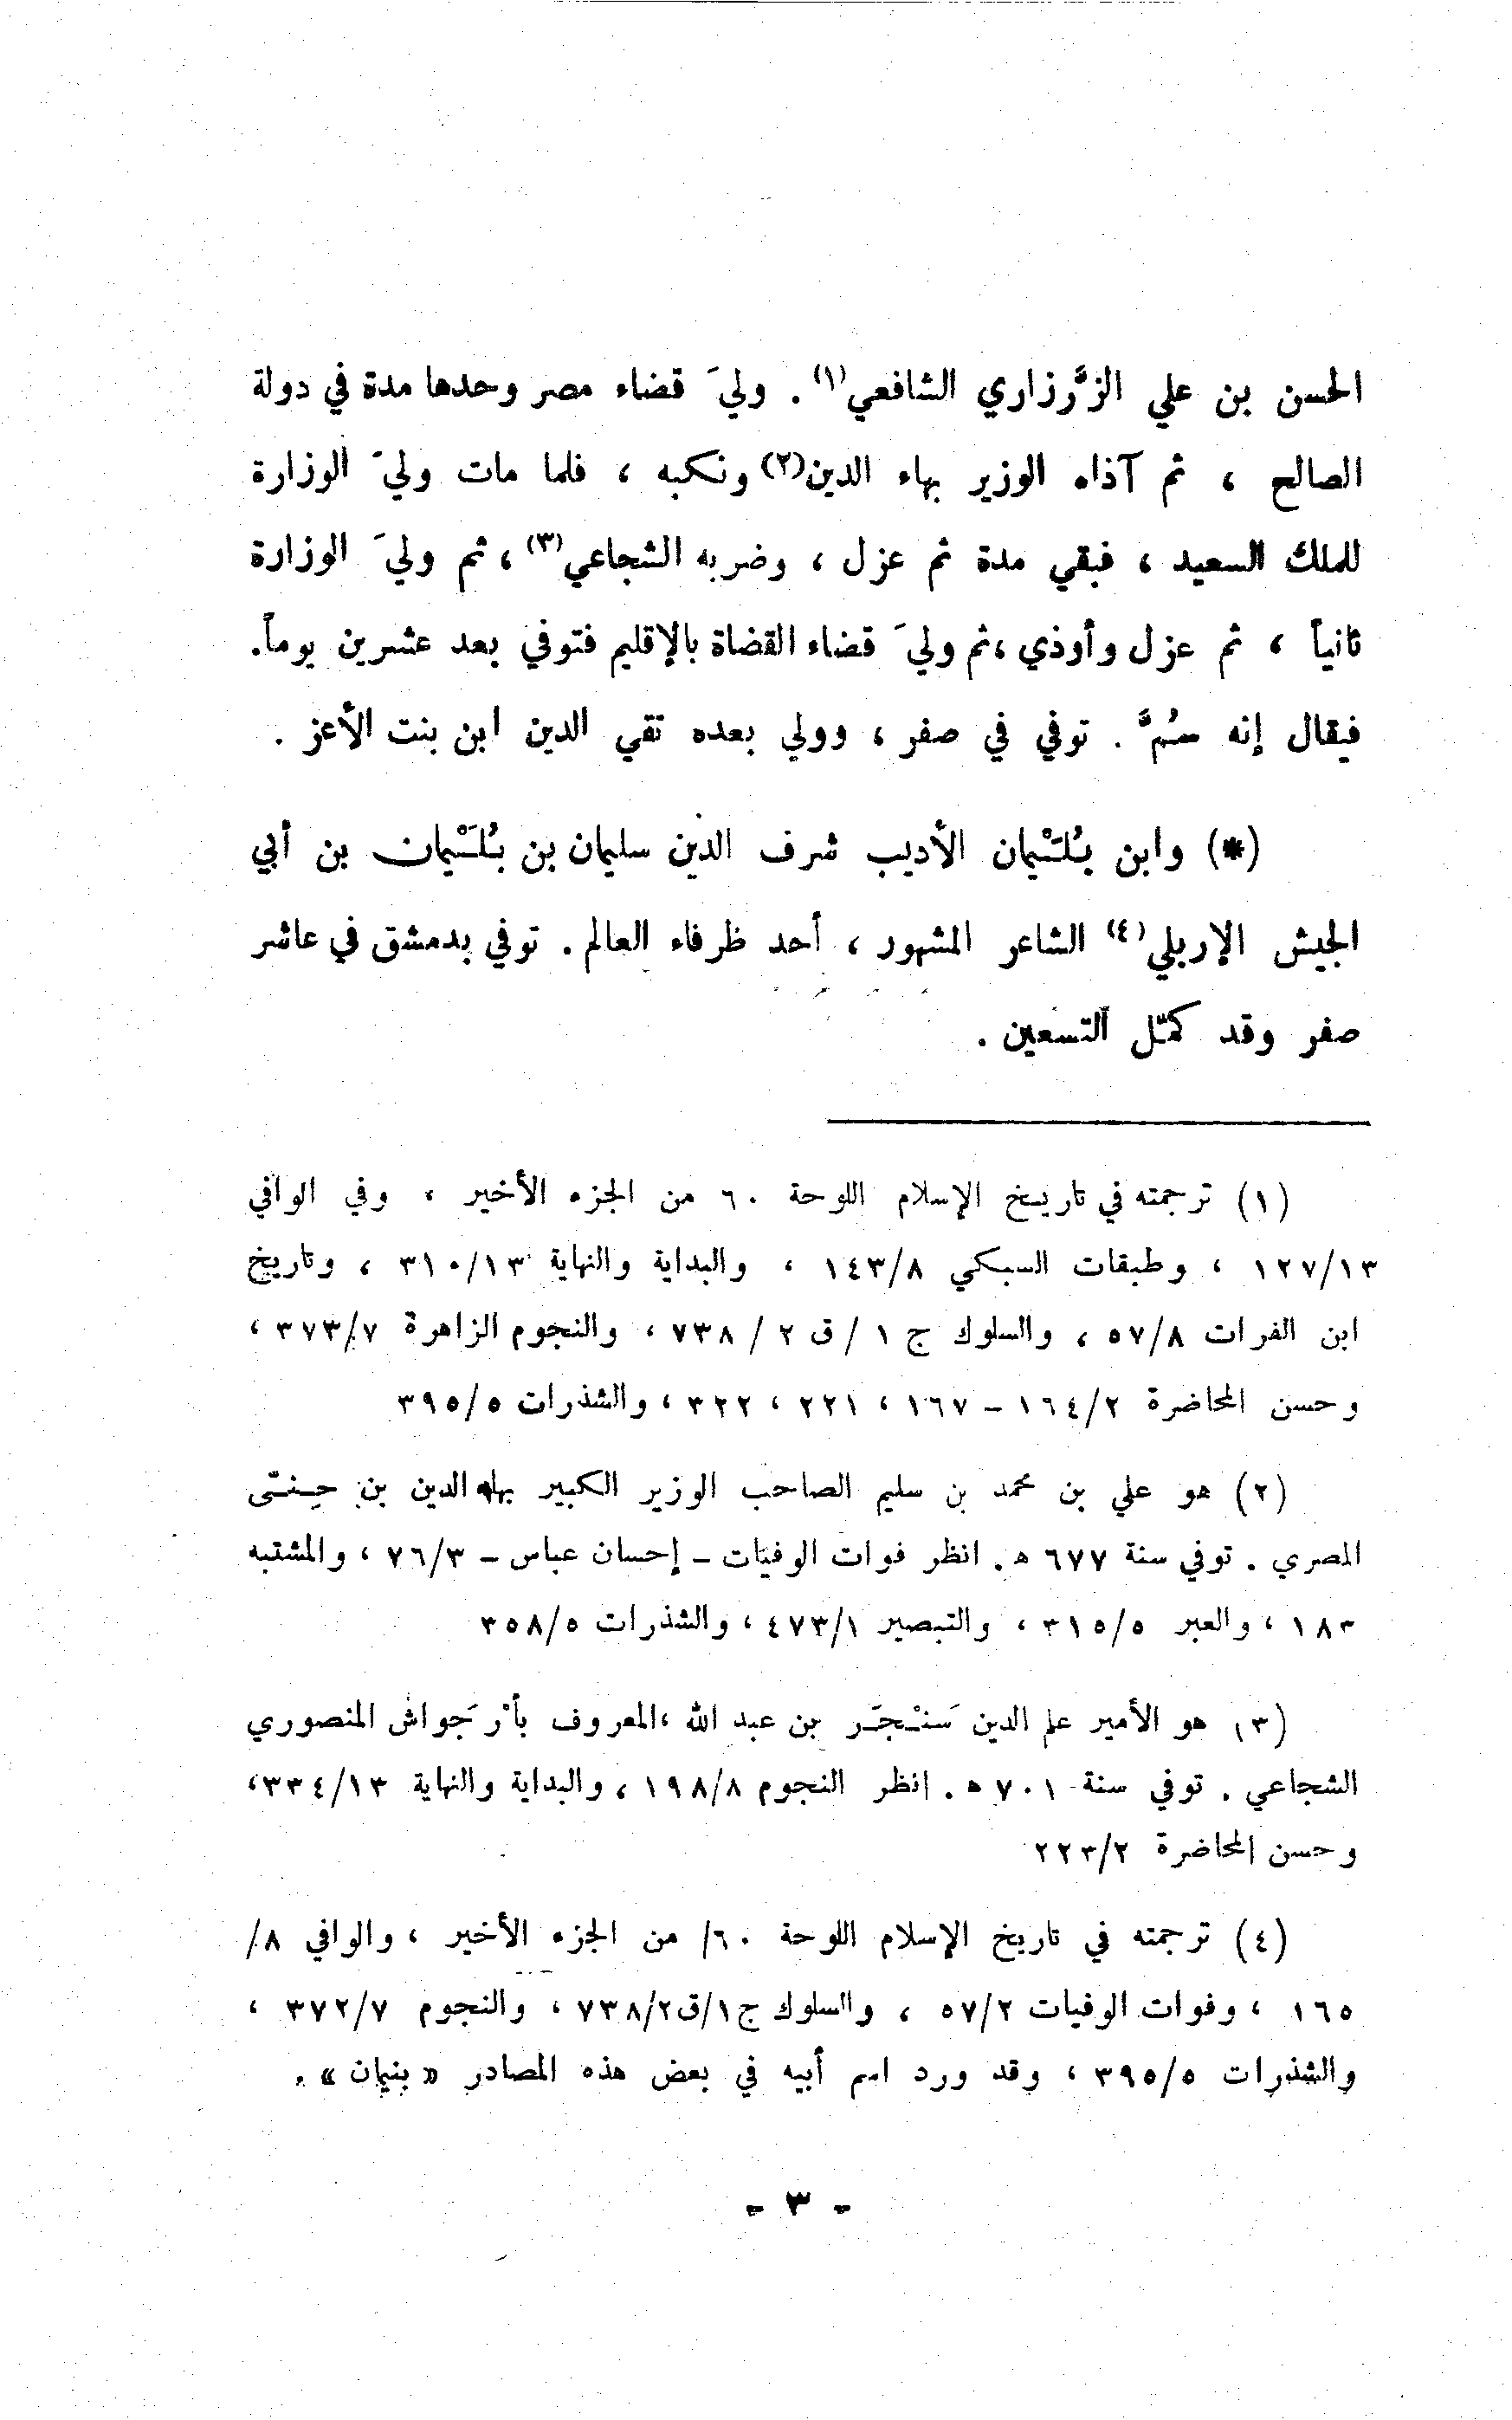 الحسن بن علي الزَّرزاري الشافعي(١) . وليَ قضاء مصر وحدها مدة في دولة
الصالح ، ثم آذاه الوزير بهاء الدين(٢) ونكبه ، فلما مات وليَ الوزارة
للملك السعيد ، فبقي مدة ثم عزل ، وضربه الشجاعي(٣) ، ثم وليَ الوزارة
ثانياً ، ثم عزل وأوذي ، ثم وليَ قضاء القضاة بالإقليم فتوفي بعد عشرين يوماً .
فيقال إنه سُمَّ . توفي في صفر ، وولي بعده تقي الدين ابن بنت الأعز .
(*) وابن بُلَيْمان الأديب شرف الدين سليمان بن بُلَيْمان بن أبي
الجيش الإربلي(٤) الشاعر المشهور ، أحد ظرفاء العالم . توفي بدمشق في عاشر
صفر وقد كمّل التسعين .
(١) ترجمته في تاريخ الإسلام اللوحة ٦٠ من الجزء الأخير ، وفي الوافي
١٢٧/١٣ ، وطبقات السبكي ١٤٣/٨ ، والبداية والنهاية ٣١٠/١٣ ، وتاريخ
ابن الفرات ٥٧/٨ ، والسلوك ج ١ / ق ٢ / ٧٣٨ ، والنجوم الزاهرة ٣٧٣/٧ ،
وحسن المحاضرة ١٦٤/٢ – ١٦٧ ، ٢٢١ ، ٣٢٢ ، والشذرات ٣٩٥/٥
(٢) هو علي بن محمد بن سليم الصاحب الوزير الكبير بهاء الدين بن حِنّى
المصري . توفي سنة ٦٧٧ ه . انظر فوات الوفيات – إحسان عباس – ٧٦/٣ ، والمشتبه
١٨٣ ، والعبر ٣١٥/٥ ، والتبصير ٤٧٣/١ ، والشذرات ٣٥٨/٥
(٣) هو الأمير علم الدين سَنْجَر بن عبد الله ، المعروف بأرْجَواش المنصوري
الشجاعي . توفي سنة ٧٠١ ه . انظر النجوم ١٩٨/٨ ، والبداية والنهاية ٣٣٤/١٣ ،
وحسن المحاضرة ٢٢٣/٢
(٤) ترجمته في تاريخ الإسلام اللوحة ٦٠/ من الجزء الأخير ، والوافي ٨/
١٦٥ ، وفوات الوفيات ٥٧/٢ ، والسلوك ج١/ق٧٣٨/٢ ، والنجوم ٣٧٢/٧ ،
والشذرات ٣٩٥/٥ ، وقد ورد اسم أبيه في بعض هذه المصادر « بنيمان » .
- ٣ -